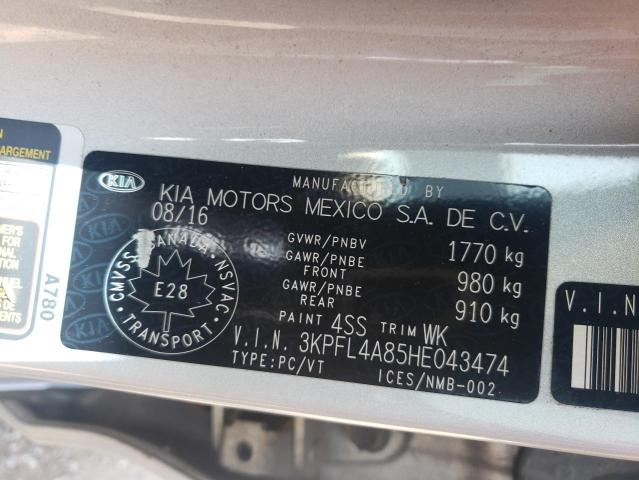 MANUFACTURED BY
KIA
KIA MOTORS MEXICO S.A. DE C.V.
08/16
GVWR/PNBV 1770 kg
GAWR/PNBE FRONT 980 kg
GAWR/PNBE REAR 910 kg
PAINT 4SS TRIM WK
V.I.N. 3KPFL4A85HE043474
TYPE:PC/VT ICES/NMB-002
CANADA
CMVSS NSVAC
E28
TRANSPORT
ARGEMENT
A780
V.I.N